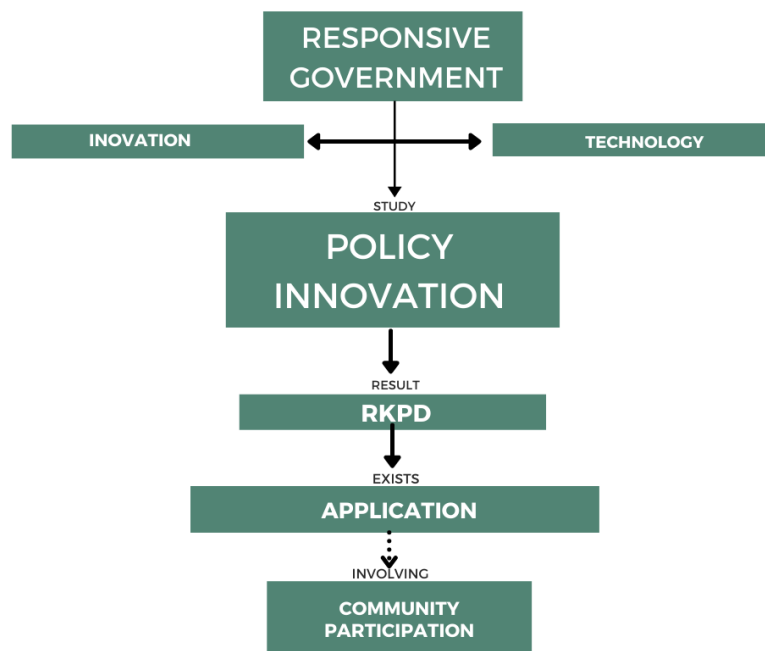 RESPONSIVE
GOVERNMENT
INOVATION
TECHNOLOGY
STUDY
POLICY
INNOVATION
RESULT
RKPD
EXISTS
APPLICATION
INVOLVING
COMMUNITY
PARTICIPATION